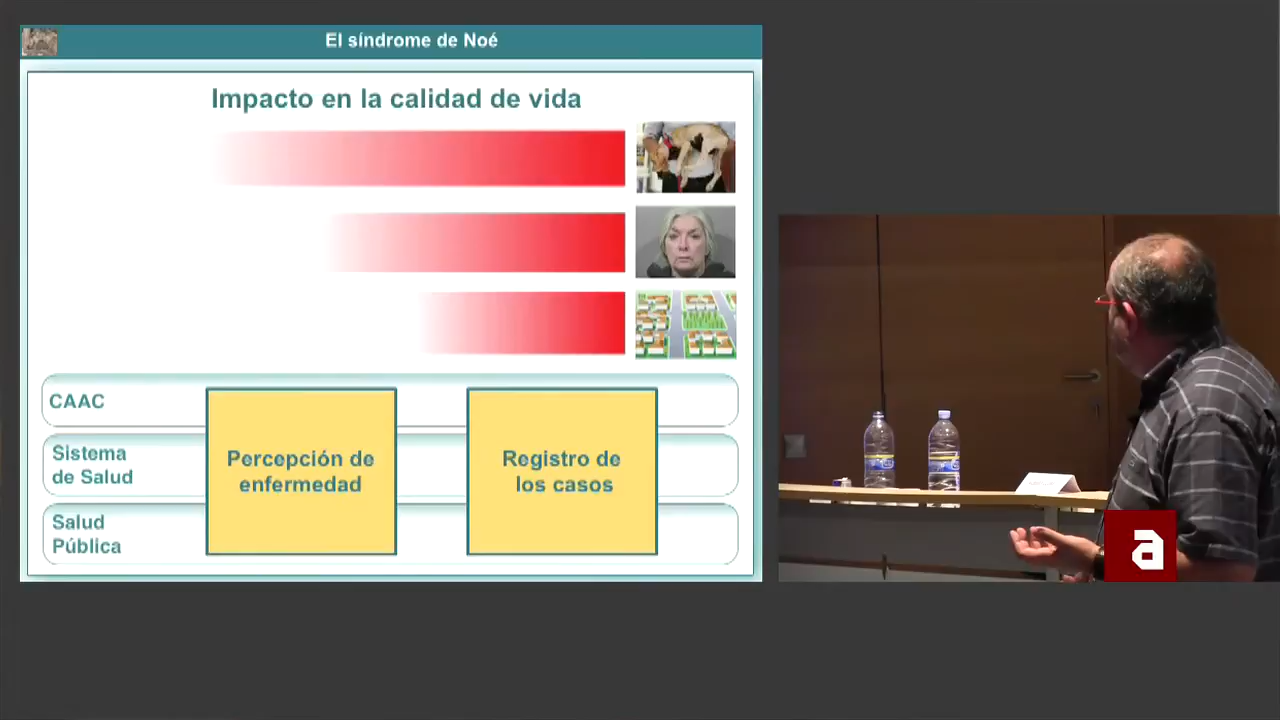 El síndrome de Noé
Impacto en la calidad de vida
CAAC
Sistema
de Salud
Salud
Pública
Percepción de
enfermedad
Registro de
los casos
a